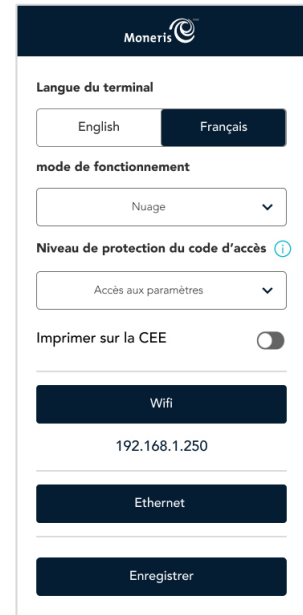 Moneris
Langue du terminal
English
Français
mode de fonctionnement
Nuage
Niveau de protection du code d'accès
Accès aux paramètres
Imprimer sur la CEE
Wifi
192.168.1.250
Ethernet
Enregistrer